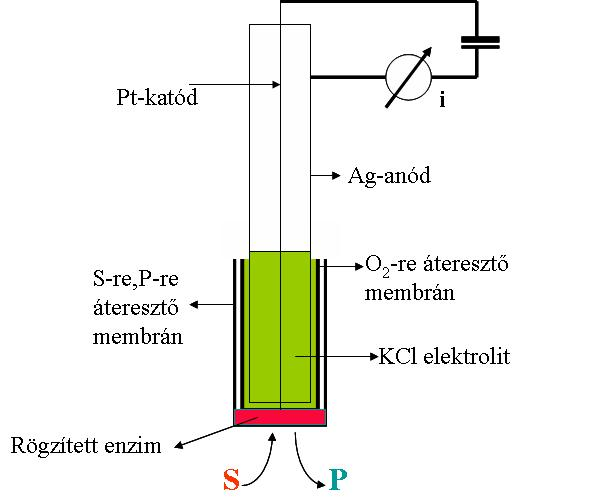 Pt-katód
i
Ag-anód
S-re,P-re
áteresztő
membrán
O₂-re áteresztő
membrán
KCl elektrolit
Rögzített enzim
S
P